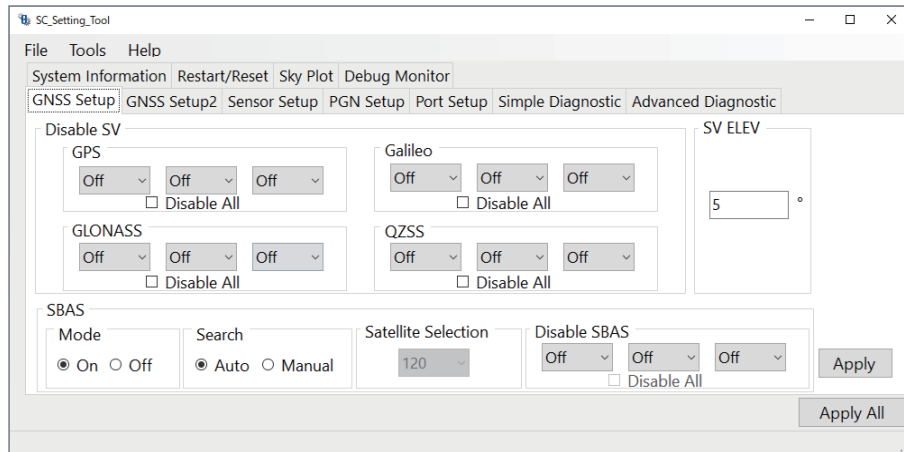 SC_Setting_Tool
File Tools Help
System Information Restart/Reset Sky Plot Debug Monitor
GNSS Setup GNSS Setup2 Sensor Setup PGN Setup Port Setup Simple Diagnostic Advanced Diagnostic
Disable SV
GPS
Off Off Off
Disable All
Galileo
Off Off Off
Disable All
GLONASS
Off Off Off
Disable All
QZSS
Off Off Off
Disable All
SV ELEV
5 °
SBAS
Mode
On Off
Search
Auto Manual
Satellite Selection
120
Disable SBAS
Off Off Off
Disable All
Apply
Apply All